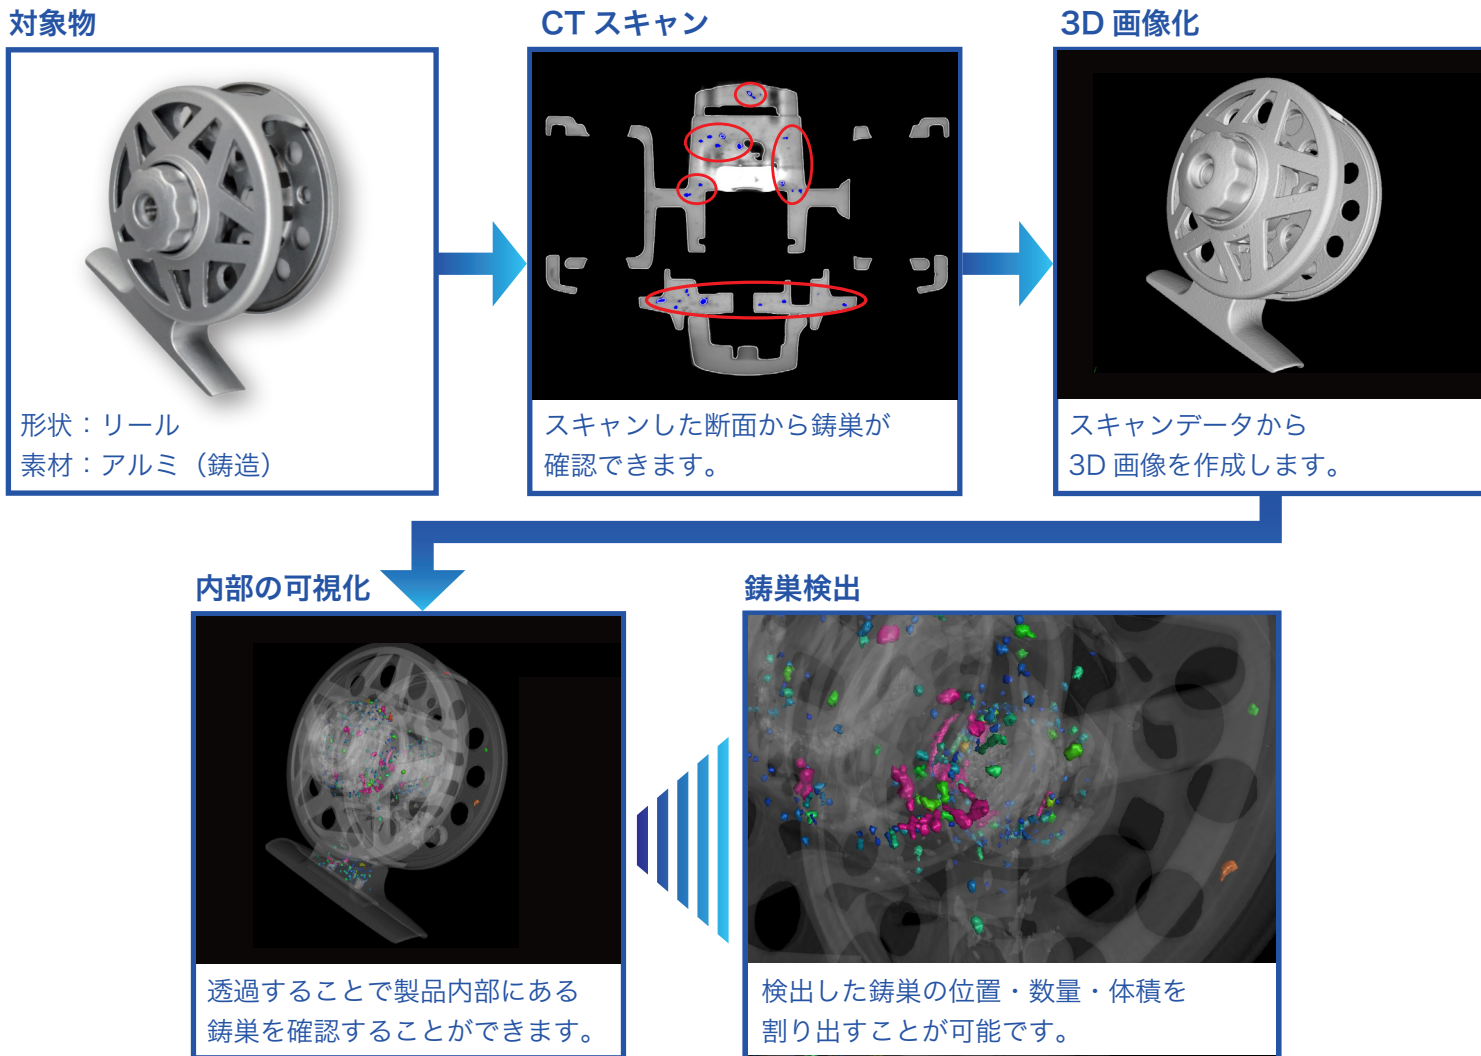 対象物
CT スキャン
3D 画像化
形状：リール
素材：アルミ（鋳造）
スキャンした断面から鋳巣が
確認できます。
スキャンデータから
3D 画像を作成します。
内部の可視化
鋳巣検出
透過することで製品内部にある
鋳巣を確認することができます。
検出した鋳巣の位置・数量・体積を
割り出すことが可能です。